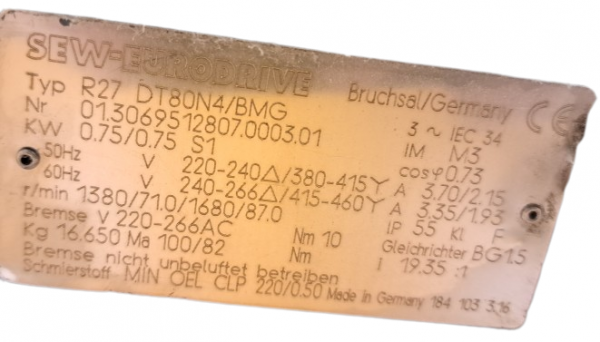 SEW-EURODRIVE
Bruchsal/Germany CE
Typ R27 DT80N4/BMG 3 ~ IEC 34
Nr 01.3069512807.0003.01 IM M3
KW 0.75/0.75 S1 cosφ 0.73
50Hz V 220-240△/380-415Y A 3.70/2.15
60Hz V 240-266△/415-460Y A 3.35/1.93
r/min 1380/71.0/1680/87.0 IP 55 Kl F
Bremse V 220-266AC Nm 10 Gleichrichter BG1.5
Kg 16.650 Ma 100/82 Nm i 19.35 :1
Bremse nicht unbeluftet betreiben
Schmierstoff MIN OEL CLP 220/0.50 Made in Germany 184 103 3.16